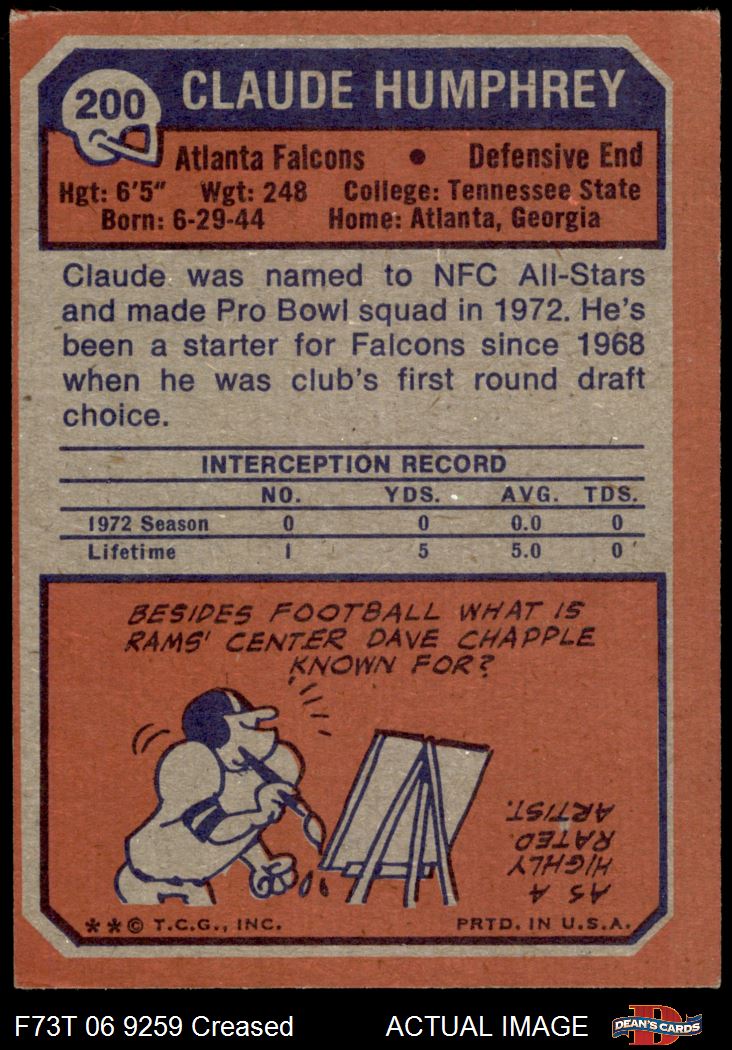 200
CLAUDE HUMPHREY
Atlanta Falcons • Defensive End
Hgt: 6'5" Wgt: 248 College: Tennessee State
Born: 6-29-44 Home: Atlanta, Georgia
Claude was named to NFC All-Stars
and made Pro Bowl squad in 1972. He's
been a starter for Falcons since 1968
when he was club's first round draft
choice.
INTERCEPTION RECORD
NO. YDS. AVG. TDS.
1972 Season 0 0 0.0 0
Lifetime 1 5 5.0 0
BESIDES FOOTBALL WHAT IS
RAMS' CENTER DAVE CHAPPLE
KNOWN FOR?
AS A
HIGHLY
RATED
ARTIST.
**© T.C.G., INC. PRTD. IN U.S.A.
F73T 06 9259 Creased ACTUAL IMAGE
D
DEAN'S CARDS